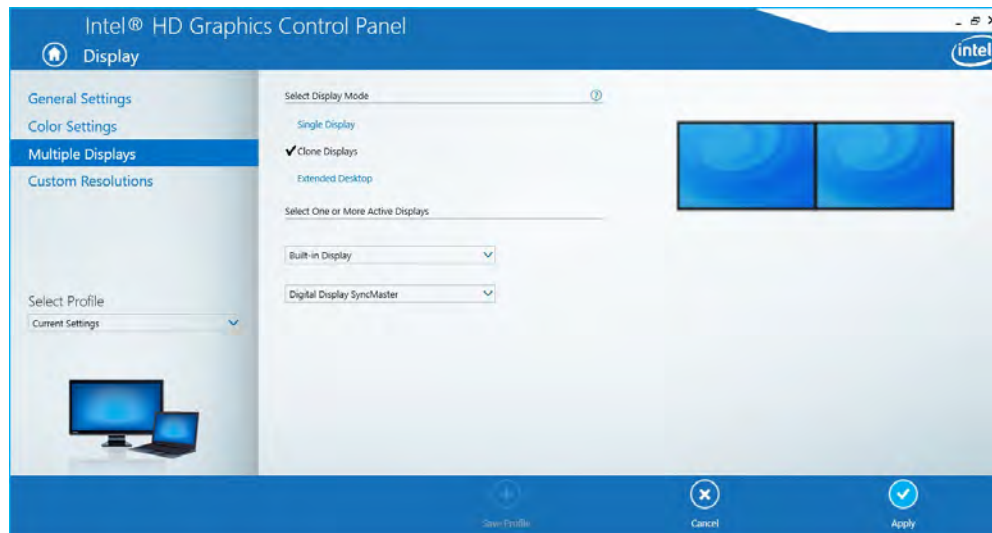 Intel® HD Graphics Control Panel
Display
intel
General Settings
Color Settings
Multiple Displays
Custom Resolutions
Select Profile
Current Settings
Select Display Mode
?
Single Display
Clone Displays
Extended Desktop
Select One or More Active Displays
Built-in Display
Digital Display SyncMaster
Save Profile
Cancel
Apply